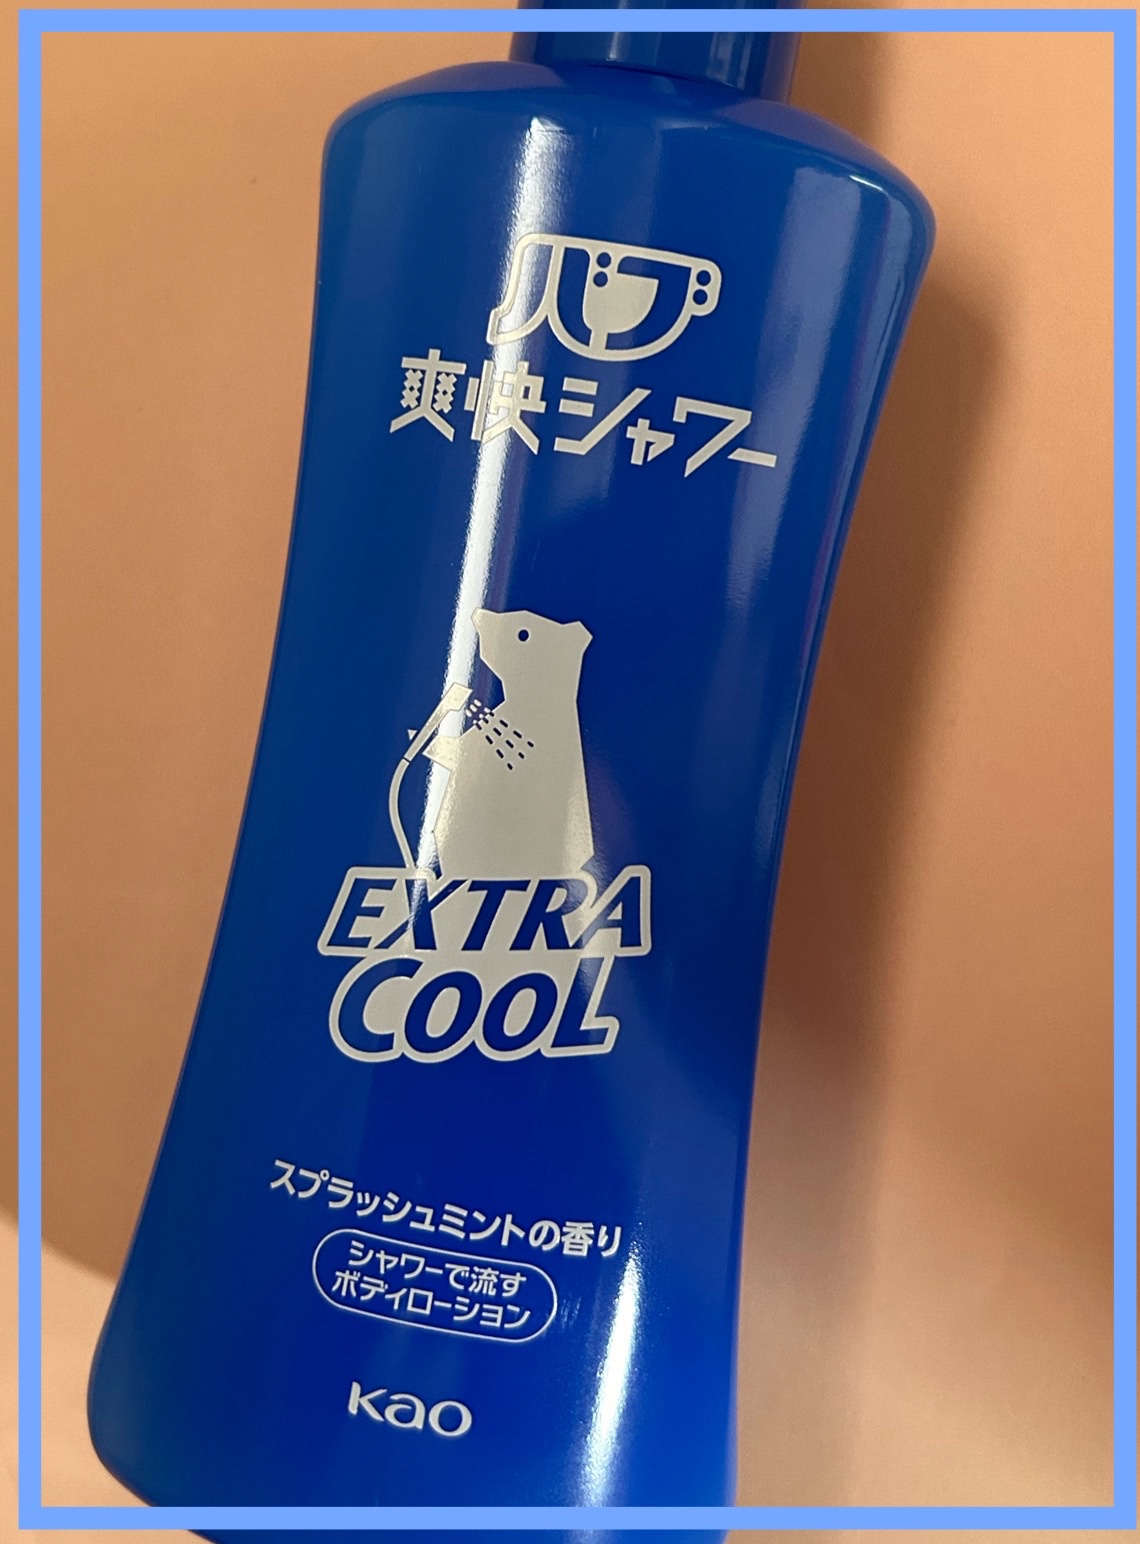 バブ
爽快シャワー
EXTRA
COOL
スプラッシュミントの香り
シャワーで流す
ボディローション
Kao